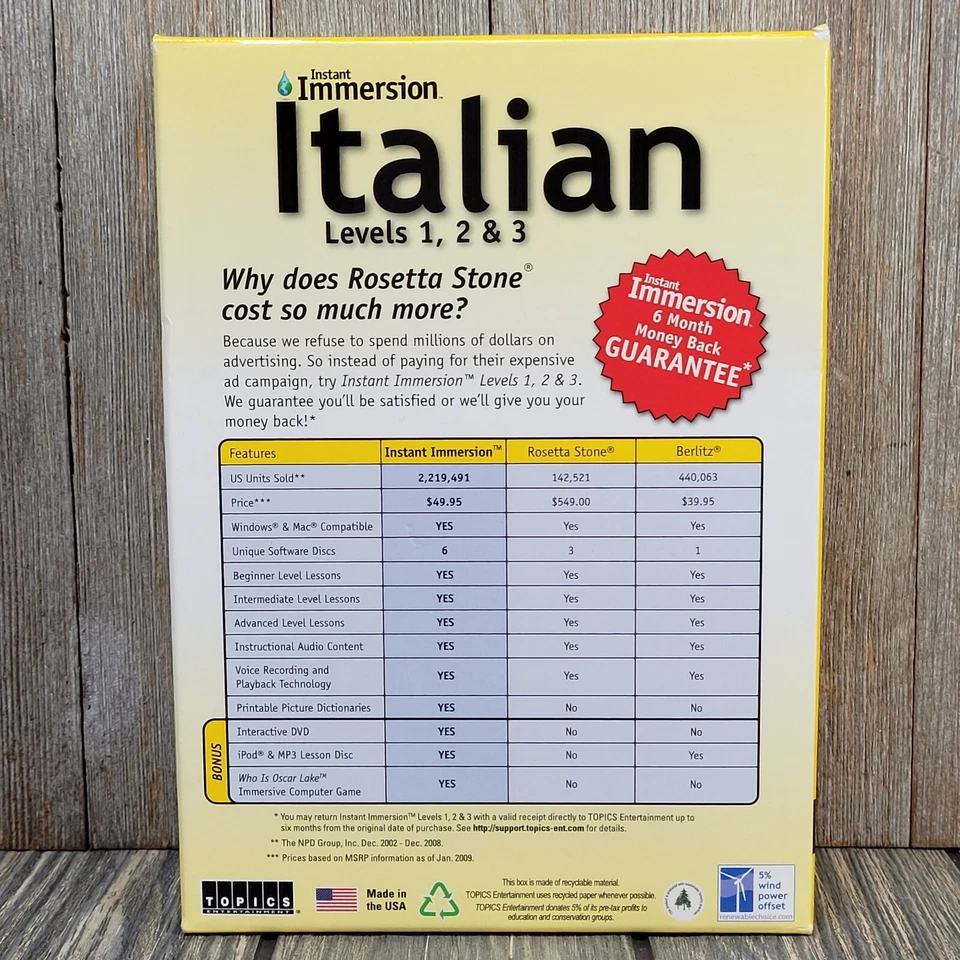 Instant
Immersion™
Italian
Levels 1, 2 & 3
Why does Rosetta Stone®
cost so much more?
Because we refuse to spend millions of dollars on
advertising. So instead of paying for their expensive
ad campaign, try Instant Immersion™ Levels 1, 2 & 3.
We guarantee you'll be satisfied or we'll give you your
money back!*
Instant
Immersion™
6 Month
Money Back
GUARANTEE*
Features Instant Immersion™ Rosetta Stone® Berlitz®
US Units Sold** 2,219,491 142,521 440,063
Price*** $49.95 $549.00 $39.95
Windows® & Mac® Compatible YES Yes Yes
Unique Software Discs 6 3 1
Beginner Level Lessons YES Yes Yes
Intermediate Level Lessons YES Yes Yes
Advanced Level Lessons YES Yes Yes
Instructional Audio Content YES Yes Yes
Voice Recording and
Playback Technology YES Yes Yes
Printable Picture Dictionaries YES No No
BONUS
Interactive DVD YES No No
iPod® & MP3 Lesson Disc YES No Yes
Who Is Oscar Lake™
Immersive Computer Game YES No No
* You may return Instant Immersion™ Levels 1, 2 & 3 with a valid receipt directly to TOPICS Entertainment up to
six months from the original date of purchase. See http://support.topics-ent.com for details.
** The NPD Group, Inc. Dec. 2002 - Dec. 2008.
*** Prices based on MSRP information as of Jan. 2009.
TOPICS
ENTERTAINMENT®
Made in
the USA
This box is made of recyclable material.
TOPICS Entertainment uses recycled paper whenever possible.
TOPICS Entertainment donates 5% of its pre-tax profits to
education and conservation groups.
5%
wind
power
offset
renewablechoice.com